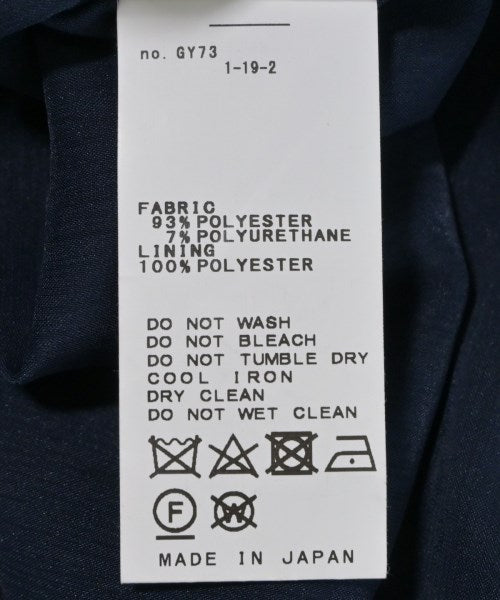 no. GY73
1-19-2
FABRIC
93% POLYESTER
7% POLYURETHANE
LINING
100% POLYESTER
DO NOT WASH
DO NOT BLEACH
DO NOT TUMBLE DRY
COOL IRON
DRY CLEAN
DO NOT WET CLEAN
F W
MADE IN JAPAN